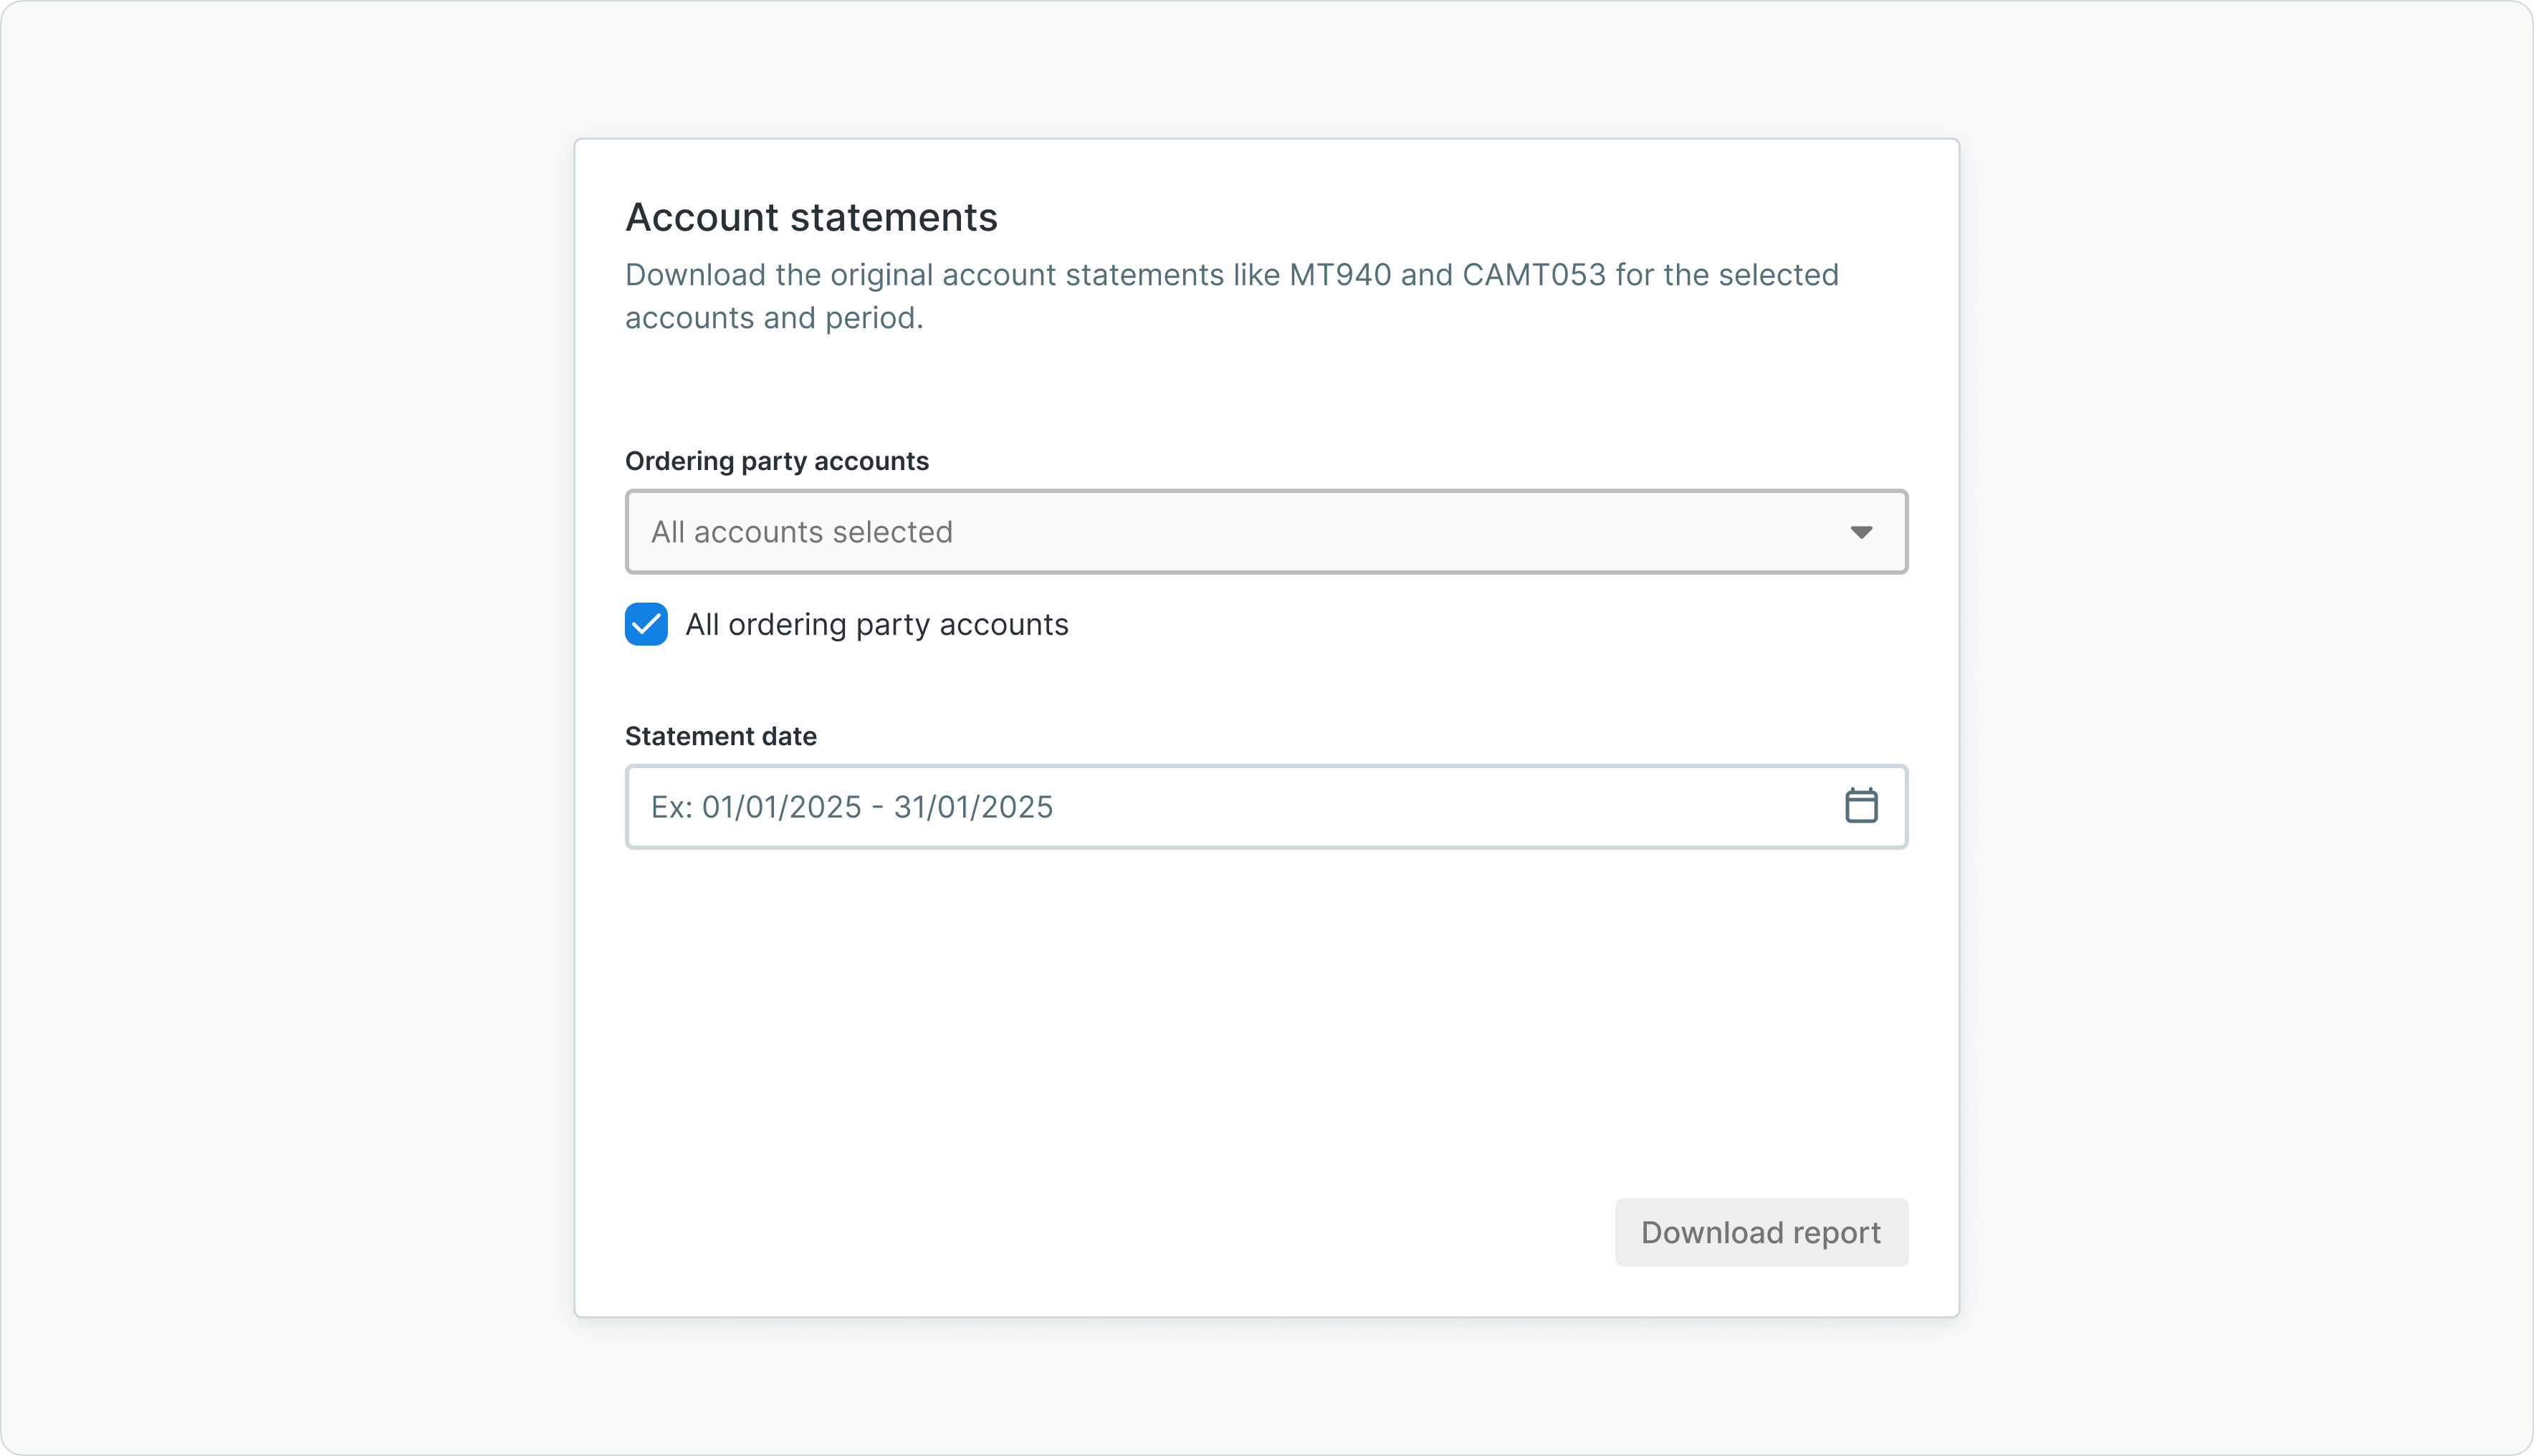 Account statements
Download the original account statements like MT940 and CAMT053 for the selected
accounts and period.
Ordering party accounts
All accounts selected
All ordering party accounts
Statement date
Ex: 01/01/2025 - 31/01/2025
Download report